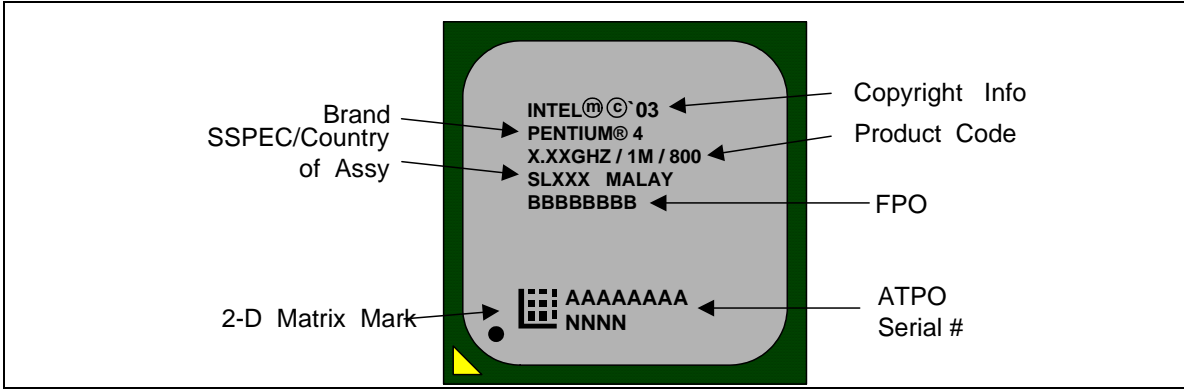 INTELⓜ©`03
PENTIUM® 4
X.XXGHZ / 1M / 800
SLXXX MALAY
BBBBBBBB
AAAAAAAA
NNNN
Brand
SSPEC/Country
of Assy
2-D Matrix Mark
Copyright Info
Product Code
FPO
ATPO
Serial #